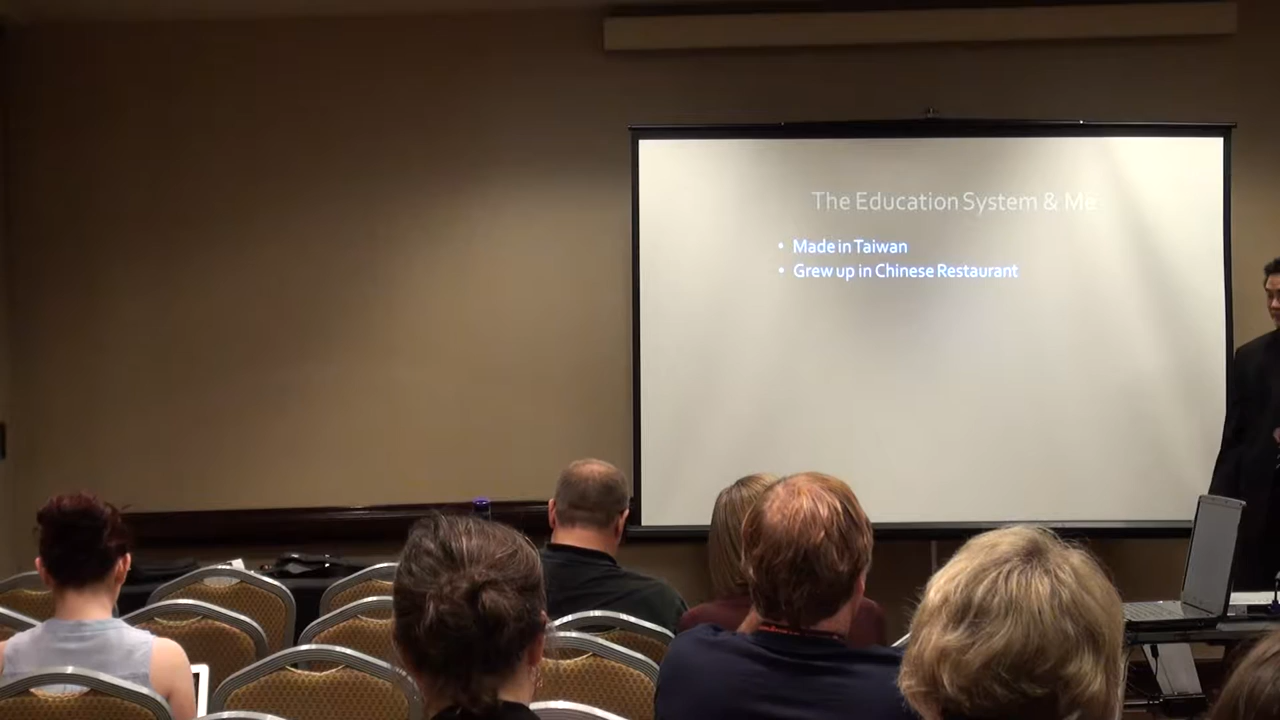 The Education System & Me
• Made in Taiwan
• Grew up in Chinese Restaurant